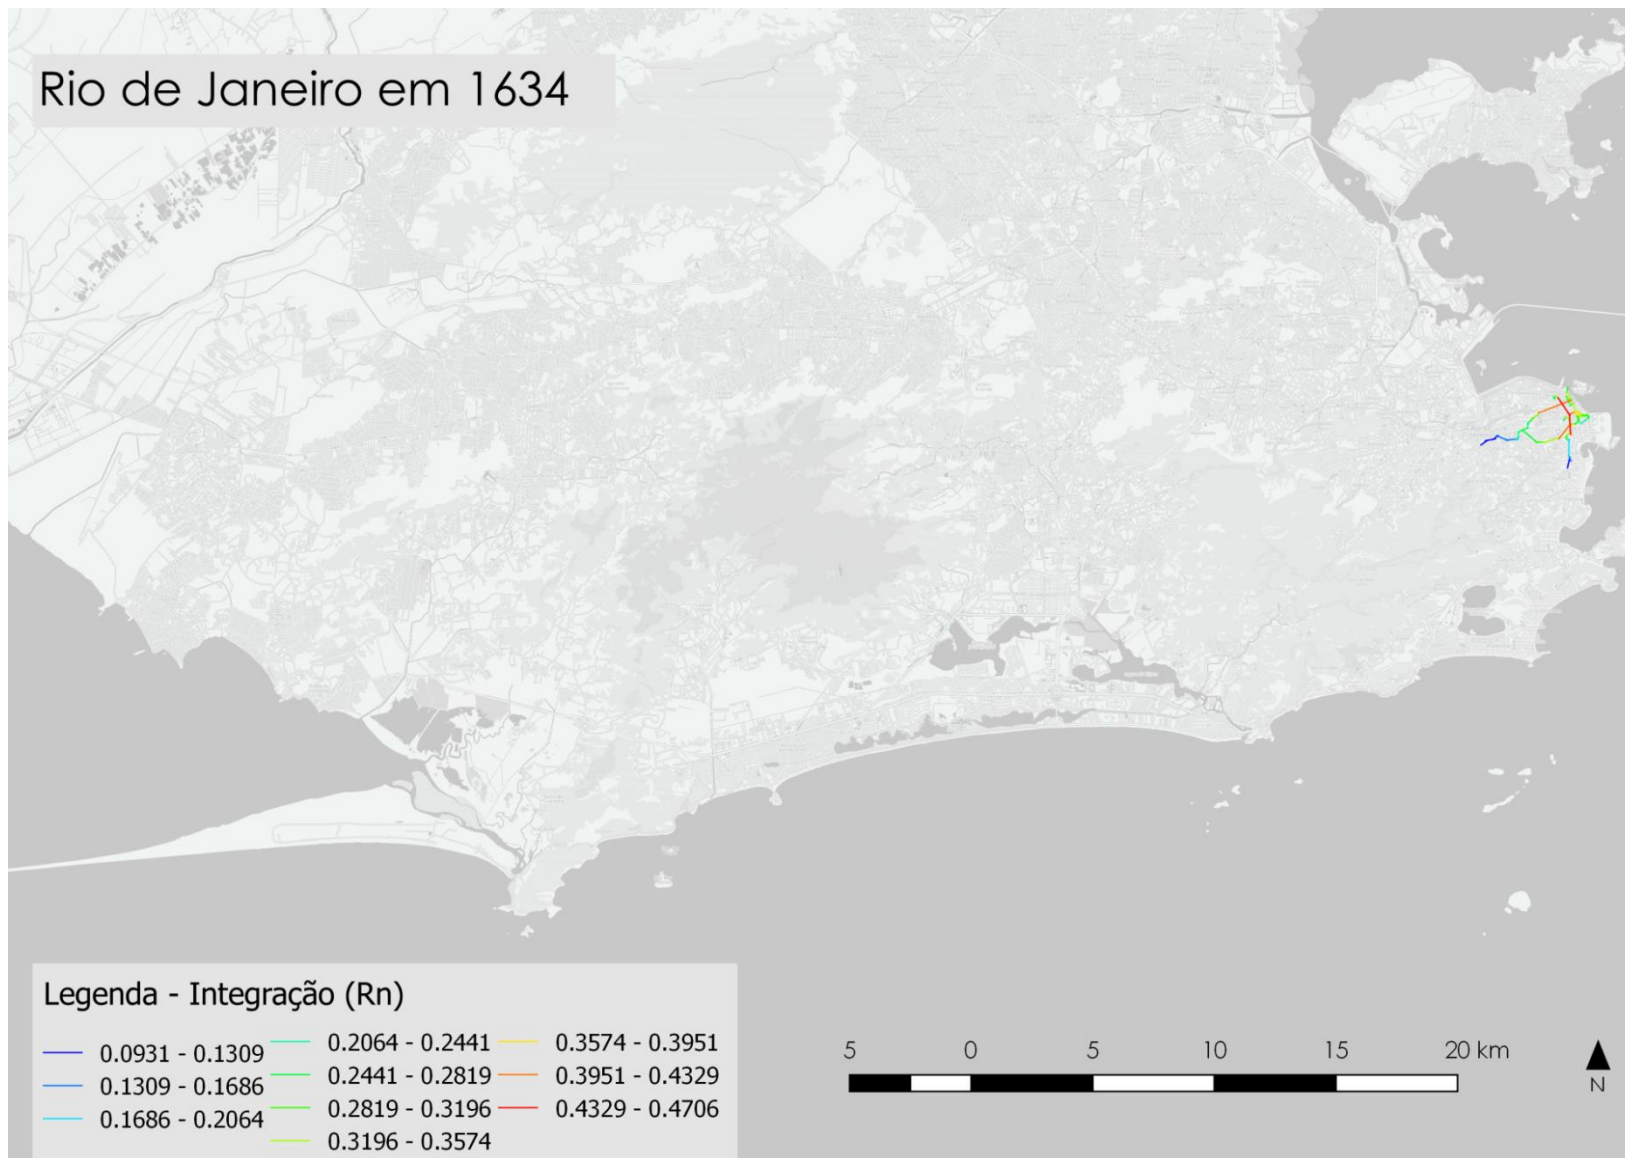 Rio de Janeiro em 1634
Legenda - Integração (Rn)
0.0931 - 0.1309
0.1309 - 0.1686
0.1686 - 0.2064
0.2064 - 0.2441
0.2441 - 0.2819
0.2819 - 0.3196
0.3196 - 0.3574
0.3574 - 0.3951
0.3951 - 0.4329
0.4329 - 0.4706
5 0 5 10 15 20 km
N